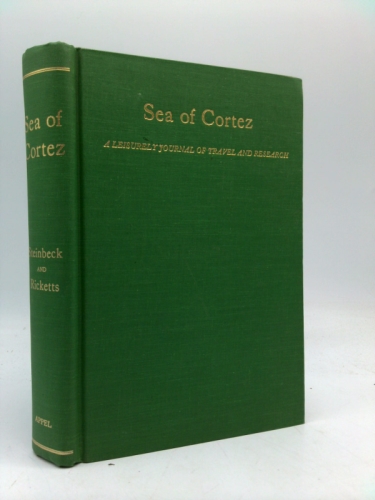 Sea of
Cortez
Steinbeck
AND
Ricketts
APPEL
Sea of Cortez
A LEISURELY JOURNAL OF TRAVEL AND RESEARCH